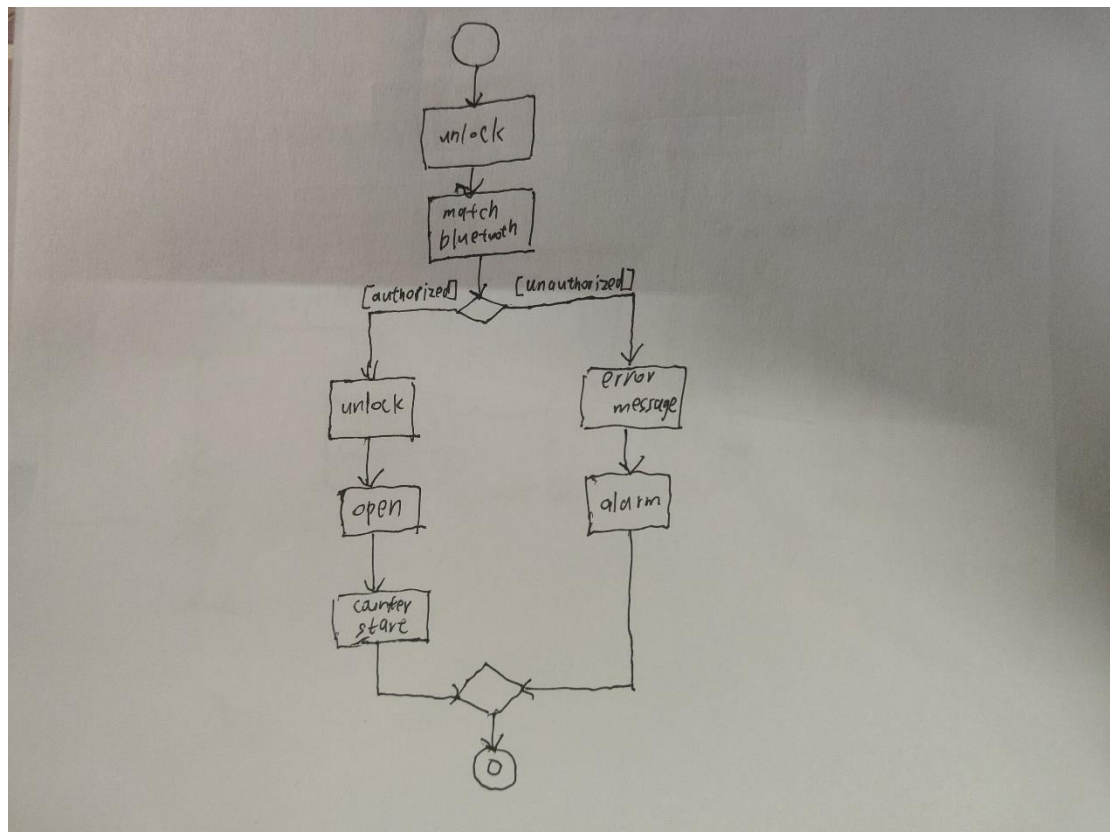 unlock
match
bluetooth
[authorized]
[unauthorized]
unlock
error
message
open
alarm
counter
start